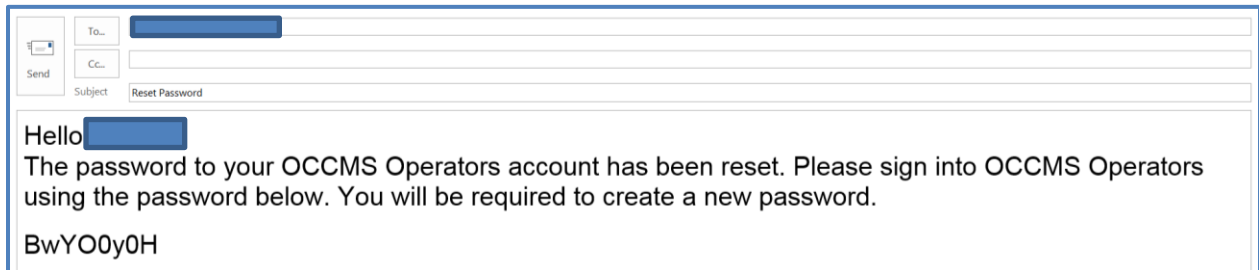 To...
Cc...
Send
Subject Reset Password
Hello
The password to your OCCMS Operators account has been reset. Please sign into OCCMS Operators
using the password below. You will be required to create a new password.
BwYO0y0H